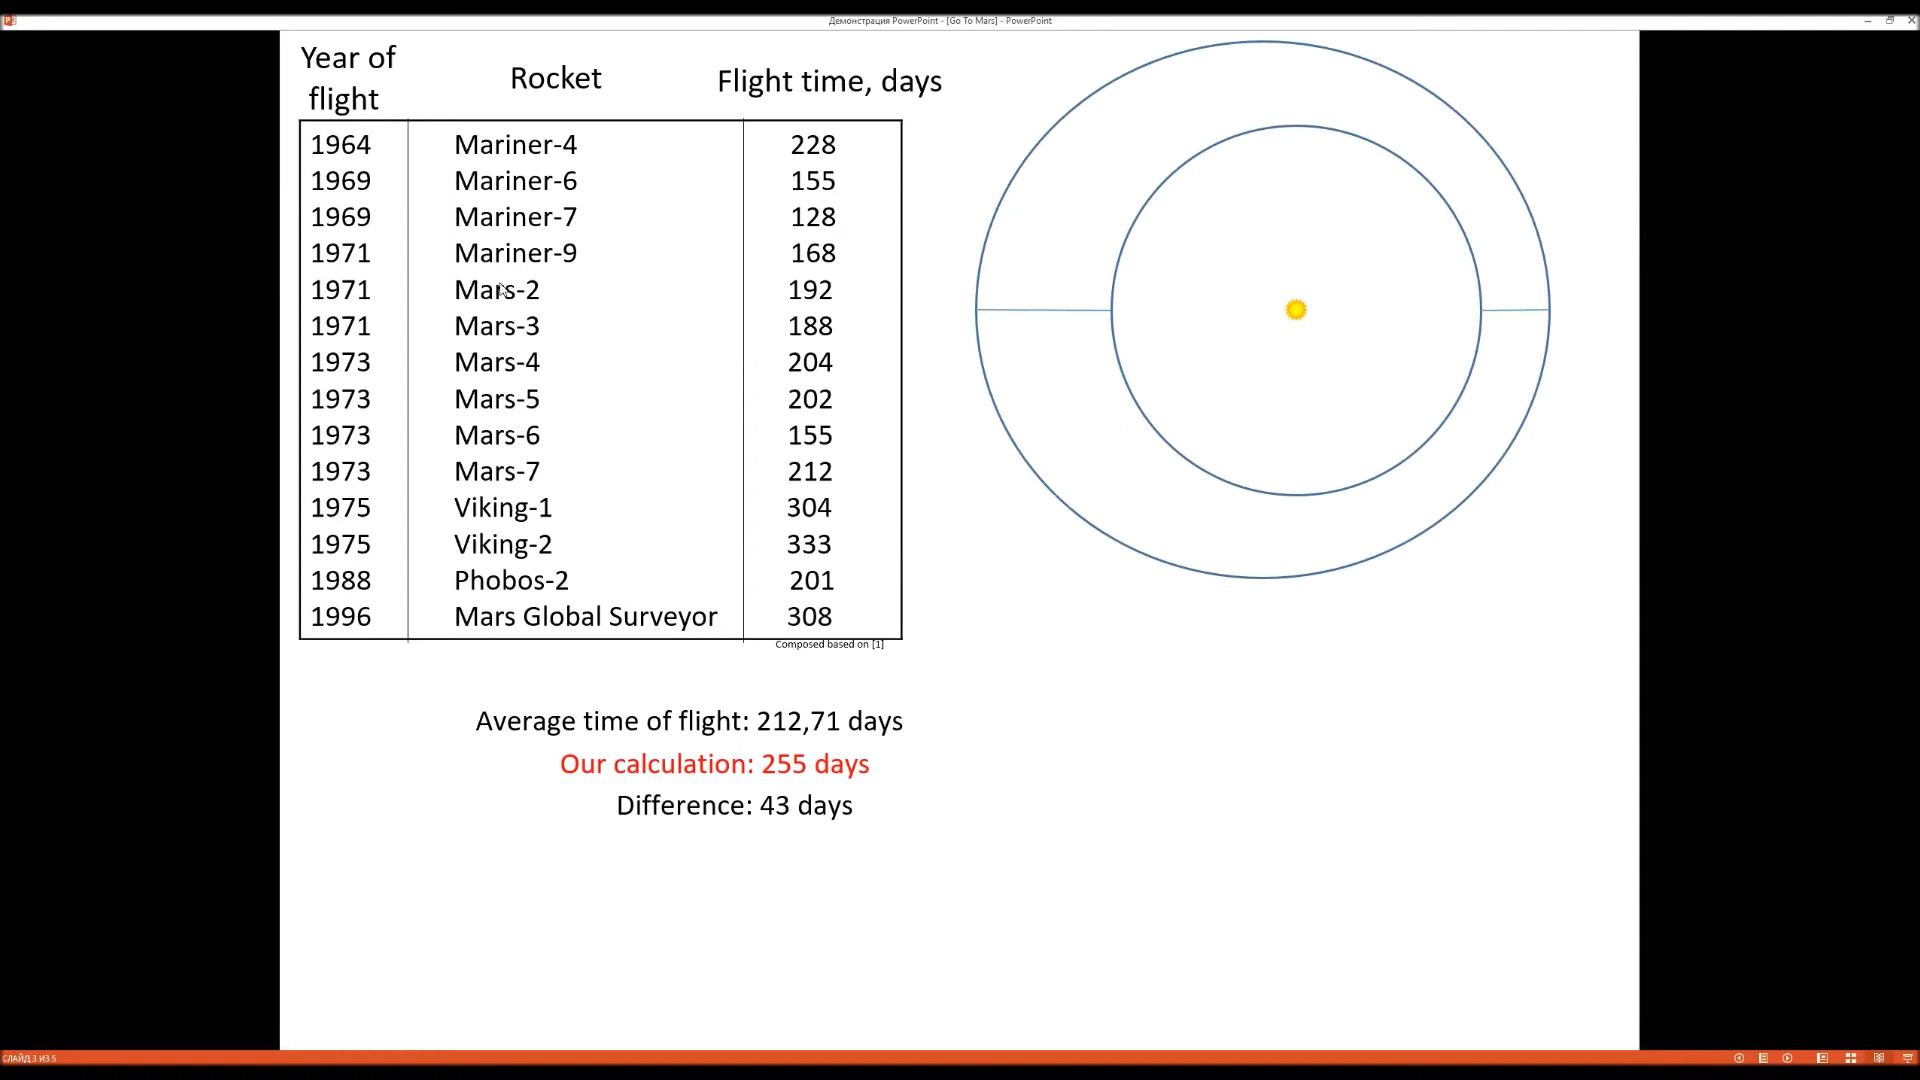 Демонстрация PowerPoint - [Go To Mars] - PowerPoint
Year of flight Rocket Flight time, days
1964 Mariner-4 228
1969 Mariner-6 155
1969 Mariner-7 128
1971 Mariner-9 168
1971 Mars-2 192
1971 Mars-3 188
1973 Mars-4 204
1973 Mars-5 202
1973 Mars-6 155
1973 Mars-7 212
1975 Viking-1 304
1975 Viking-2 333
1988 Phobos-2 201
1996 Mars Global Surveyor 308
Composed based on [1]
Average time of flight: 212,71 days
Our calculation: 255 days
Difference: 43 days
СЛАЙД 3 ИЗ 5